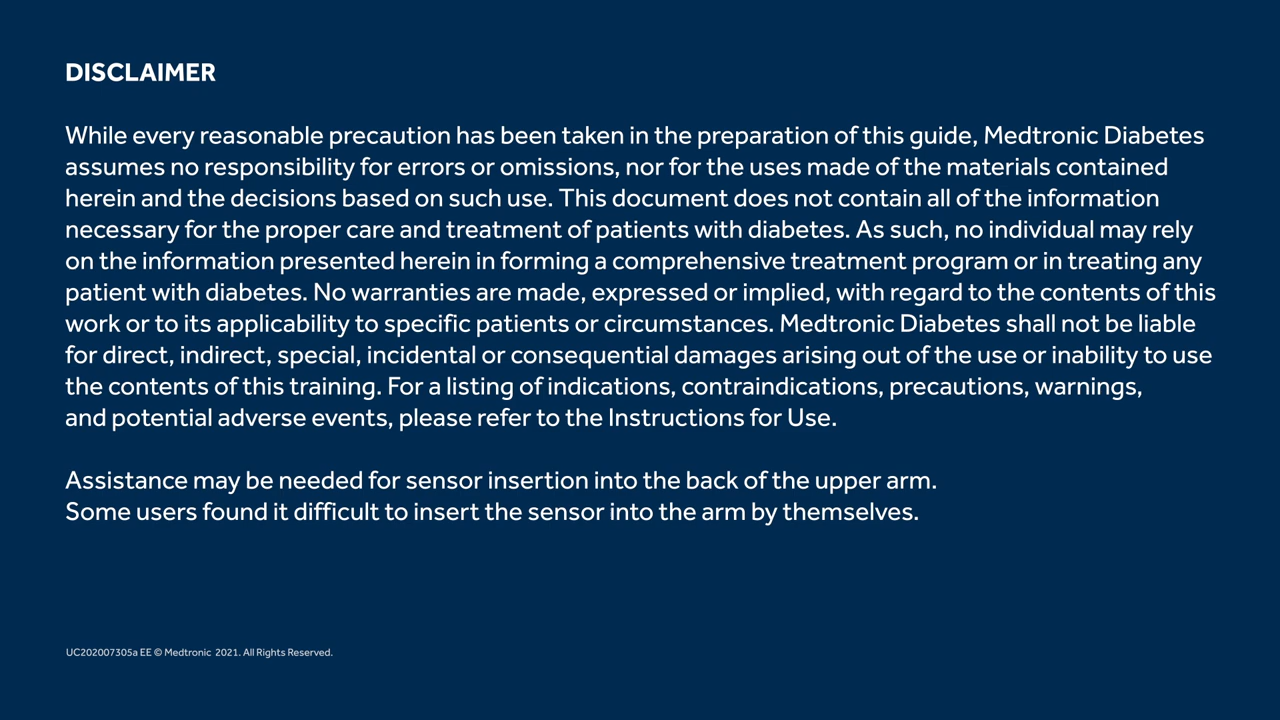 DISCLAIMER
While every reasonable precaution has been taken in the preparation of this guide, Medtronic Diabetes
assumes no responsibility for errors or omissions, nor for the uses made of the materials contained
herein and the decisions based on such use. This document does not contain all of the information
necessary for the proper care and treatment of patients with diabetes. As such, no individual may rely
on the information presented herein in forming a comprehensive treatment program or in treating any
patient with diabetes. No warranties are made, expressed or implied, with regard to the contents of this
work or to its applicability to specific patients or circumstances. Medtronic Diabetes shall not be liable
for direct, indirect, special, incidental or consequential damages arising out of the use or inability to use
the contents of this training. For a listing of indications, contraindications, precautions, warnings,
and potential adverse events, please refer to the Instructions for Use.
Assistance may be needed for sensor insertion into the back of the upper arm.
Some users found it difficult to insert the sensor into the arm by themselves.
UC202007305a EE © Medtronic 2021. All Rights Reserved.